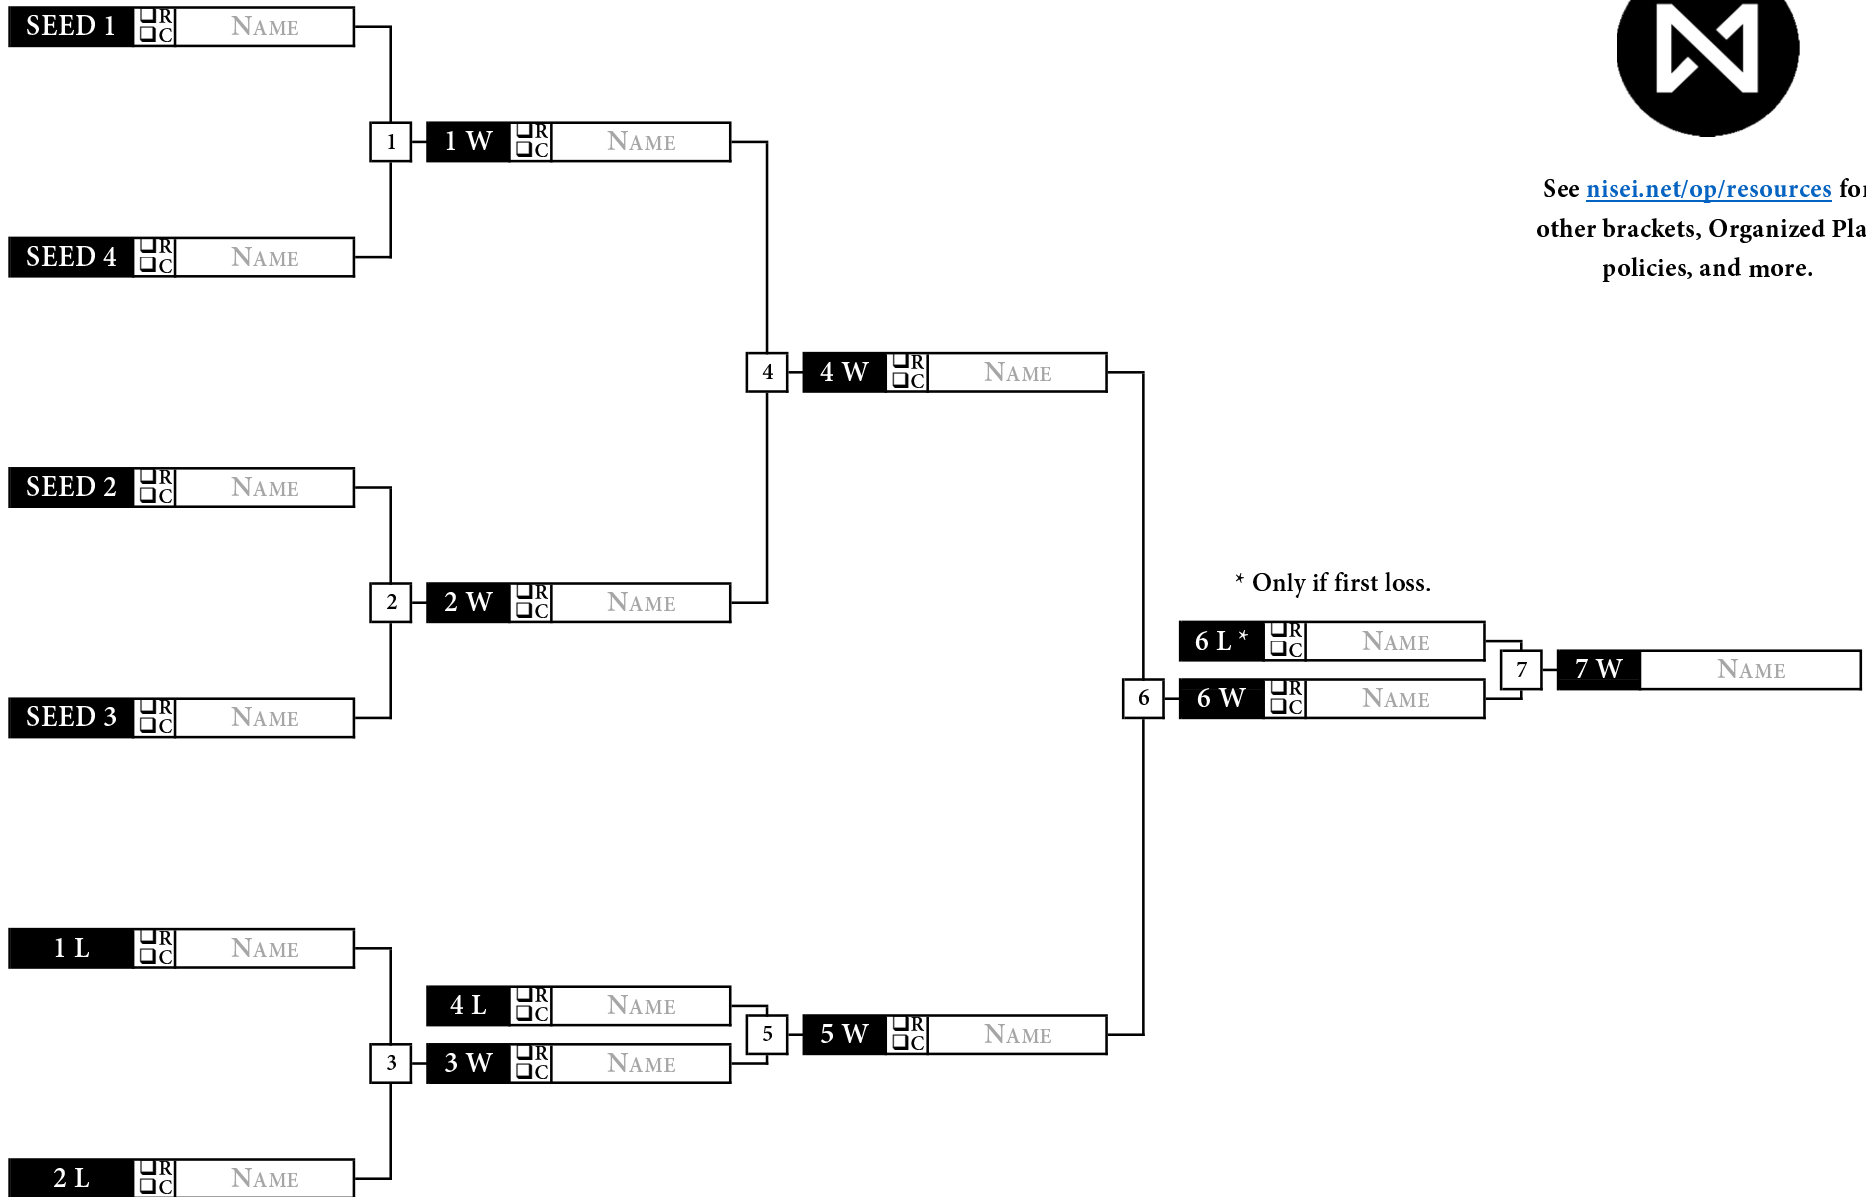 SEED 1 ❑R ❑C NAME
1 1 W ❑R ❑C NAME
See nisei.net/op/resources for
other brackets, Organized Pla
policies, and more.
SEED 4 ❑R ❑C NAME
4 4 W ❑R ❑C NAME
SEED 2 ❑R ❑C NAME
* Only if first loss.
2 2 W ❑R ❑C NAME
6 L * ❑R ❑C NAME
7 7 W NAME
6 6 W ❑R ❑C NAME
SEED 3 ❑R ❑C NAME
1 L ❑R ❑C NAME
4 L ❑R ❑C NAME
5 5 W ❑R ❑C NAME
3 3 W ❑R ❑C NAME
2 L ❑R ❑C NAME